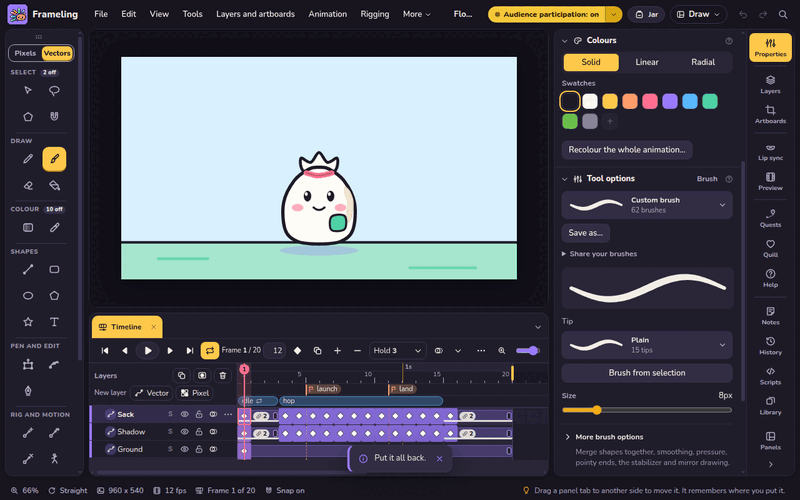 Frameling
File Edit View Tools Layers and artboards Animation Rigging More Flo... Audience participation: on Jar Draw
Pixels Vectors
SELECT 2 off
DRAW
COLOUR 10 off
SHAPES
T
PEN AND EDIT
RIG AND MOTION
Colours
Solid Linear Radial
Swatches
Recolour the whole animation...
Tool options Brush
Custom brush
62 brushes
Save as...
Share your brushes
Tip
Plain
15 tips
Brush from selection
Size 8px
More brush options
Merge shapes together, smoothing, pressure,
pointy ends, the stabilizer and mirror drawing.
Properties
Layers
Artboards
Lip sync
Preview
Quests
Quill
Help
Notes
History
Scripts
Library
Panels
Timeline
Frame 1 / 20 12 Hold 3
Layers
1 5 10 1s 15 20
New layer Vector Pixel
launch land
idle hop
Sack S 2 2
Shadow S 2 2
Ground S
Put it all back.
66% Straight 960 x 540 12 fps Frame 1 of 20 Snap on
Drag a panel tab to another side to move it. It remembers where you put it.